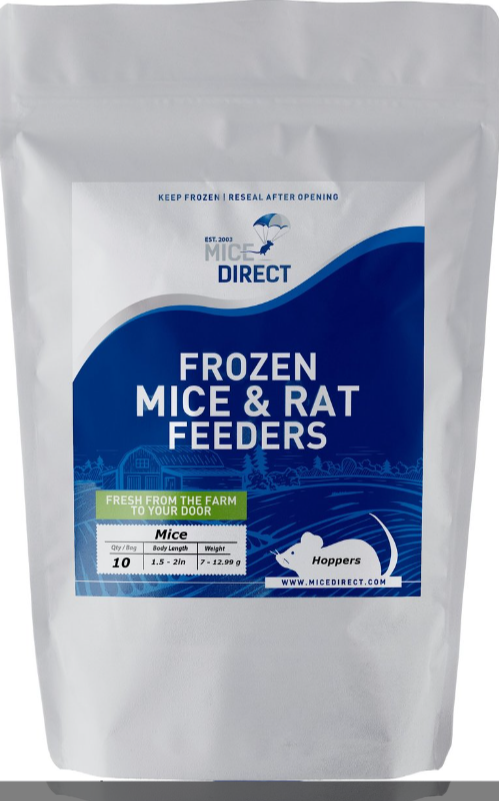 KEEP FROZEN | RESEAL AFTER OPENING
EST. 2003
MICE
DIRECT
FROZEN
MICE & RAT
FEEDERS
FRESH FROM THE FARM
TO YOUR DOOR
Mice
Qty / Bag Body Length Weight
10 1.5 - 2in 7 - 12.99 g
Hoppers
WWW.MICEDIRECT.COM